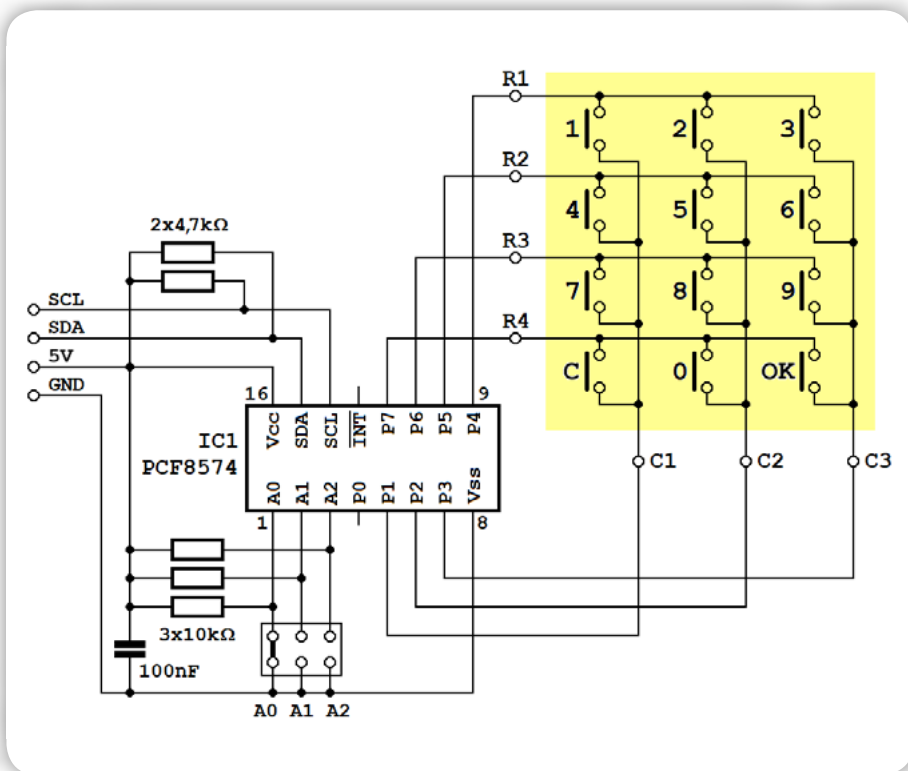 R1
1 2 3
R2
4 5 6
2x4,7kΩ
R3
7 8 9
SCL
R4
SDA
5V
C 0 OK
GND
16 9
Vcc SDA SCL INT P7 P6 P5 P4
IC1
PCF8574
C1 C2 C3
A0 A1 A2 P0 P1 P2 P3 Vss
1 8
3x10kΩ
100nF
A0 A1 A2